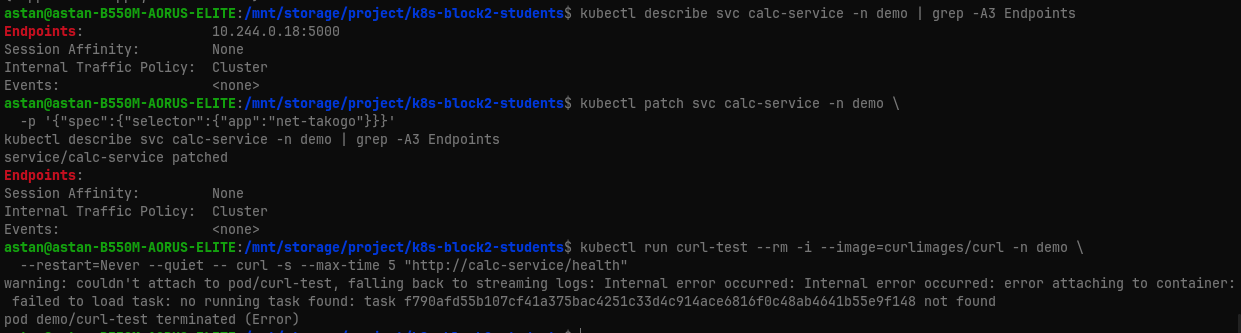 astan@astan-B550M-AORUS-ELITE:/mnt/storage/project/k8s-block2-students$ kubectl describe svc calc-service -n demo | grep -A3 Endpoints
Endpoints:                10.244.0.18:5000
Session Affinity:         None
Internal Traffic Policy:  Cluster
Events:                   <none>
astan@astan-B550M-AORUS-ELITE:/mnt/storage/project/k8s-block2-students$ kubectl patch svc calc-service -n demo \
  -p '{"spec":{"selector":{"app":"net-takogo"}}}'
kubectl describe svc calc-service -n demo | grep -A3 Endpoints
service/calc-service patched
Endpoints:
Session Affinity:         None
Internal Traffic Policy:  Cluster
Events:                   <none>
astan@astan-B550M-AORUS-ELITE:/mnt/storage/project/k8s-block2-students$ kubectl run curl-test --rm -i --image=curlimages/curl -n demo \
  --restart=Never --quiet -- curl -s --max-time 5 "http://calc-service/health"
warning: couldn't attach to pod/curl-test, falling back to streaming logs: Internal error occurred: Internal error occurred: error attaching to container:
 failed to load task: no running task found: task f790afd55b107cf41a375bac4251c33d4c914ace6816f0c48ab4641b55e9f148 not found
pod demo/curl-test terminated (Error)